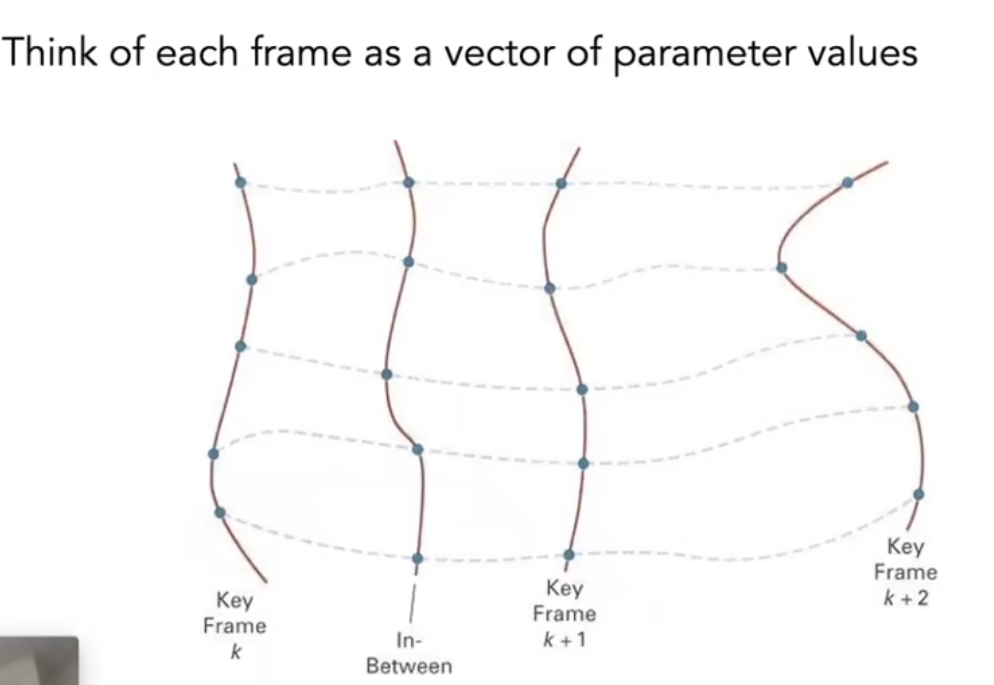 Think of each frame as a vector of parameter values
Key
Frame
k
In-
Between
Key
Frame
k + 1
Key
Frame
k + 2